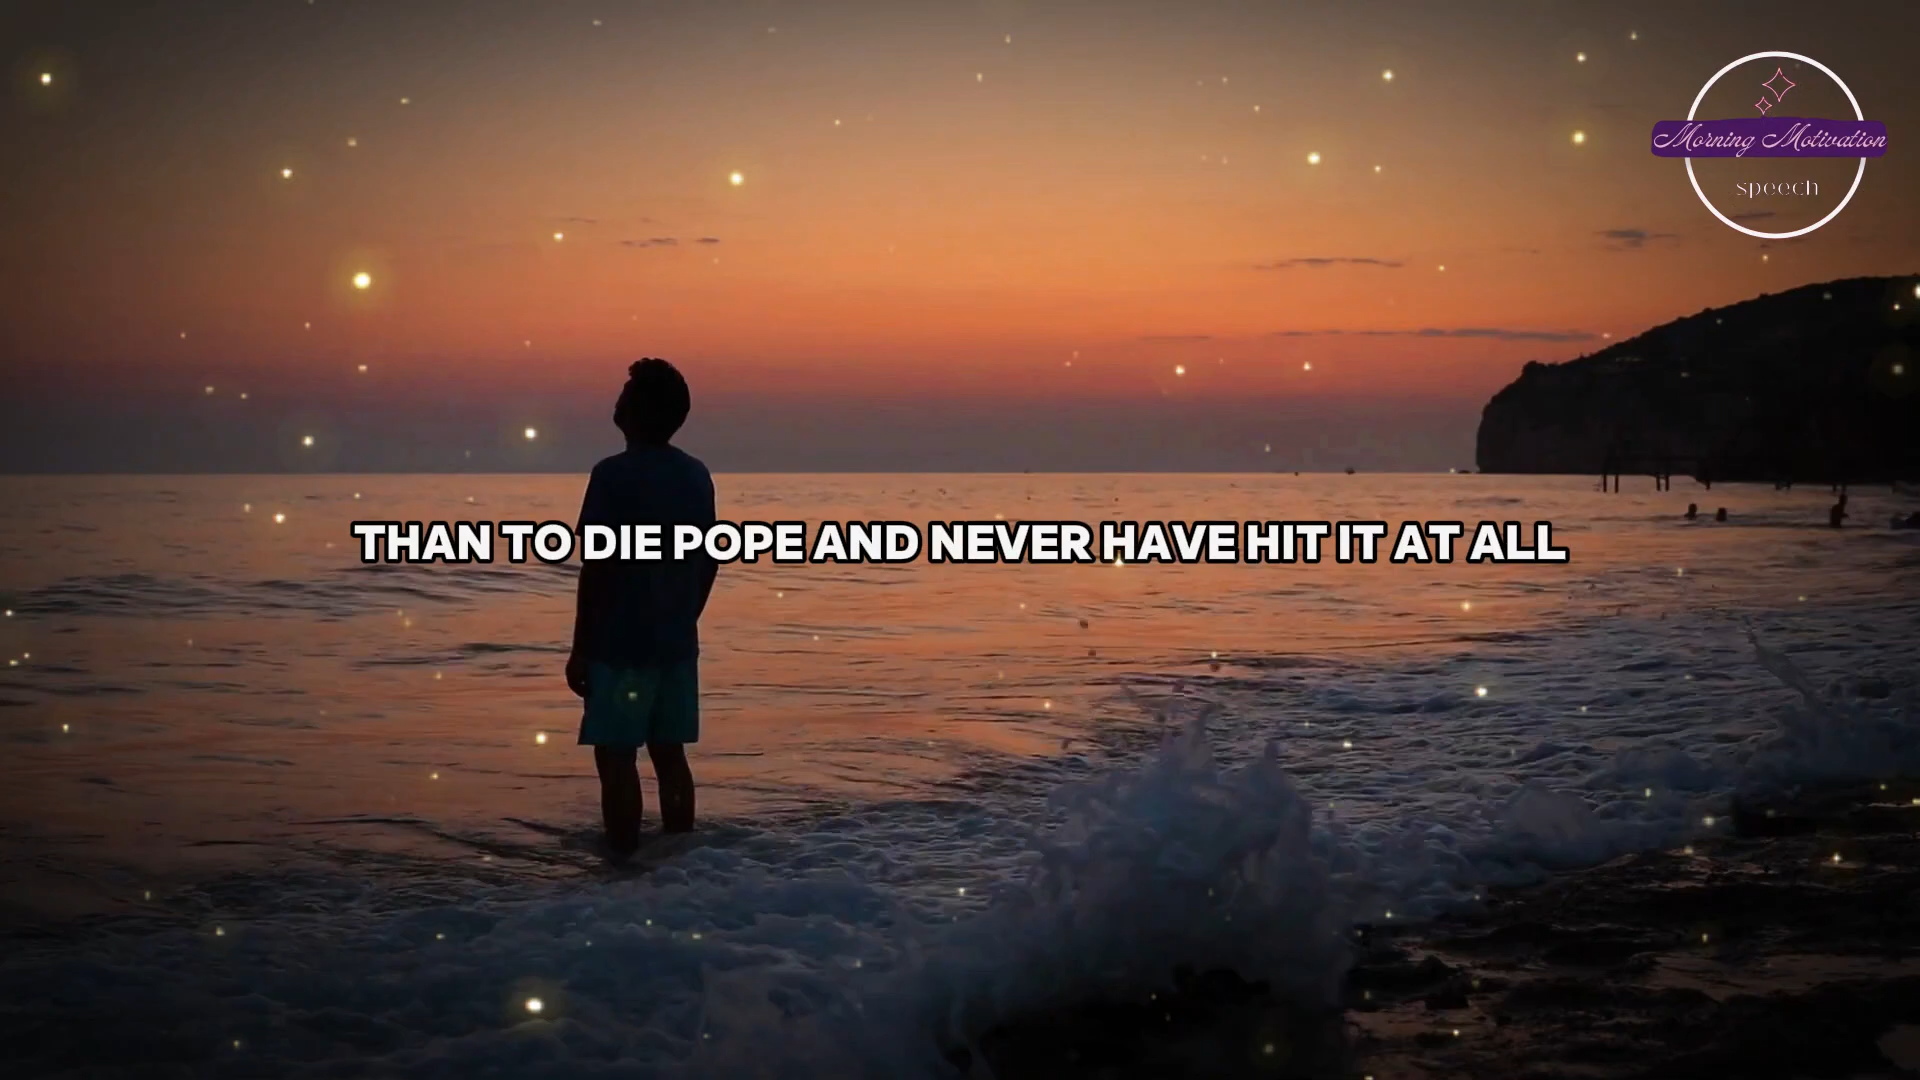 Morning Motivation
speech
THAN TO DIE POPE AND NEVER HAVE HIT IT AT ALL